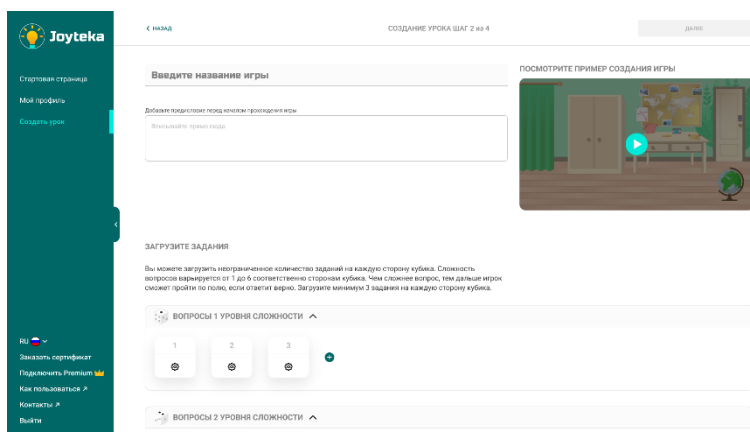 Joyteka
Стартовая страница
Мой профиль
Создать урок
RU
Заказать сертификат
Подключить Premium
Как пользоваться
Контакты
Выйти
НАЗАД
СОЗДАНИЕ УРОКА ШАГ 2 из 4
ДАЛЕЕ
Введите название игры
Добавьте предисловие перед началом прохождения игры
Вписывайте прямо сюда
ПОСМОТРИТЕ ПРИМЕР СОЗДАНИЯ ИГРЫ
ЗАГРУЗИТЕ ЗАДАНИЯ
Вы можете загрузить неограниченное количество заданий на каждую сторону кубика. Сложность
вопросов варьируется от 1 до 6 соответственно сторонам кубика. Чем сложнее вопрос, тем дальше игрок
сможет пройти по полю, если ответит верно. Загрузите минимум 3 задания на каждую сторону кубика.
ВОПРОСЫ 1 УРОВНЯ СЛОЖНОСТИ
1 2 3
ВОПРОСЫ 2 УРОВНЯ СЛОЖНОСТИ